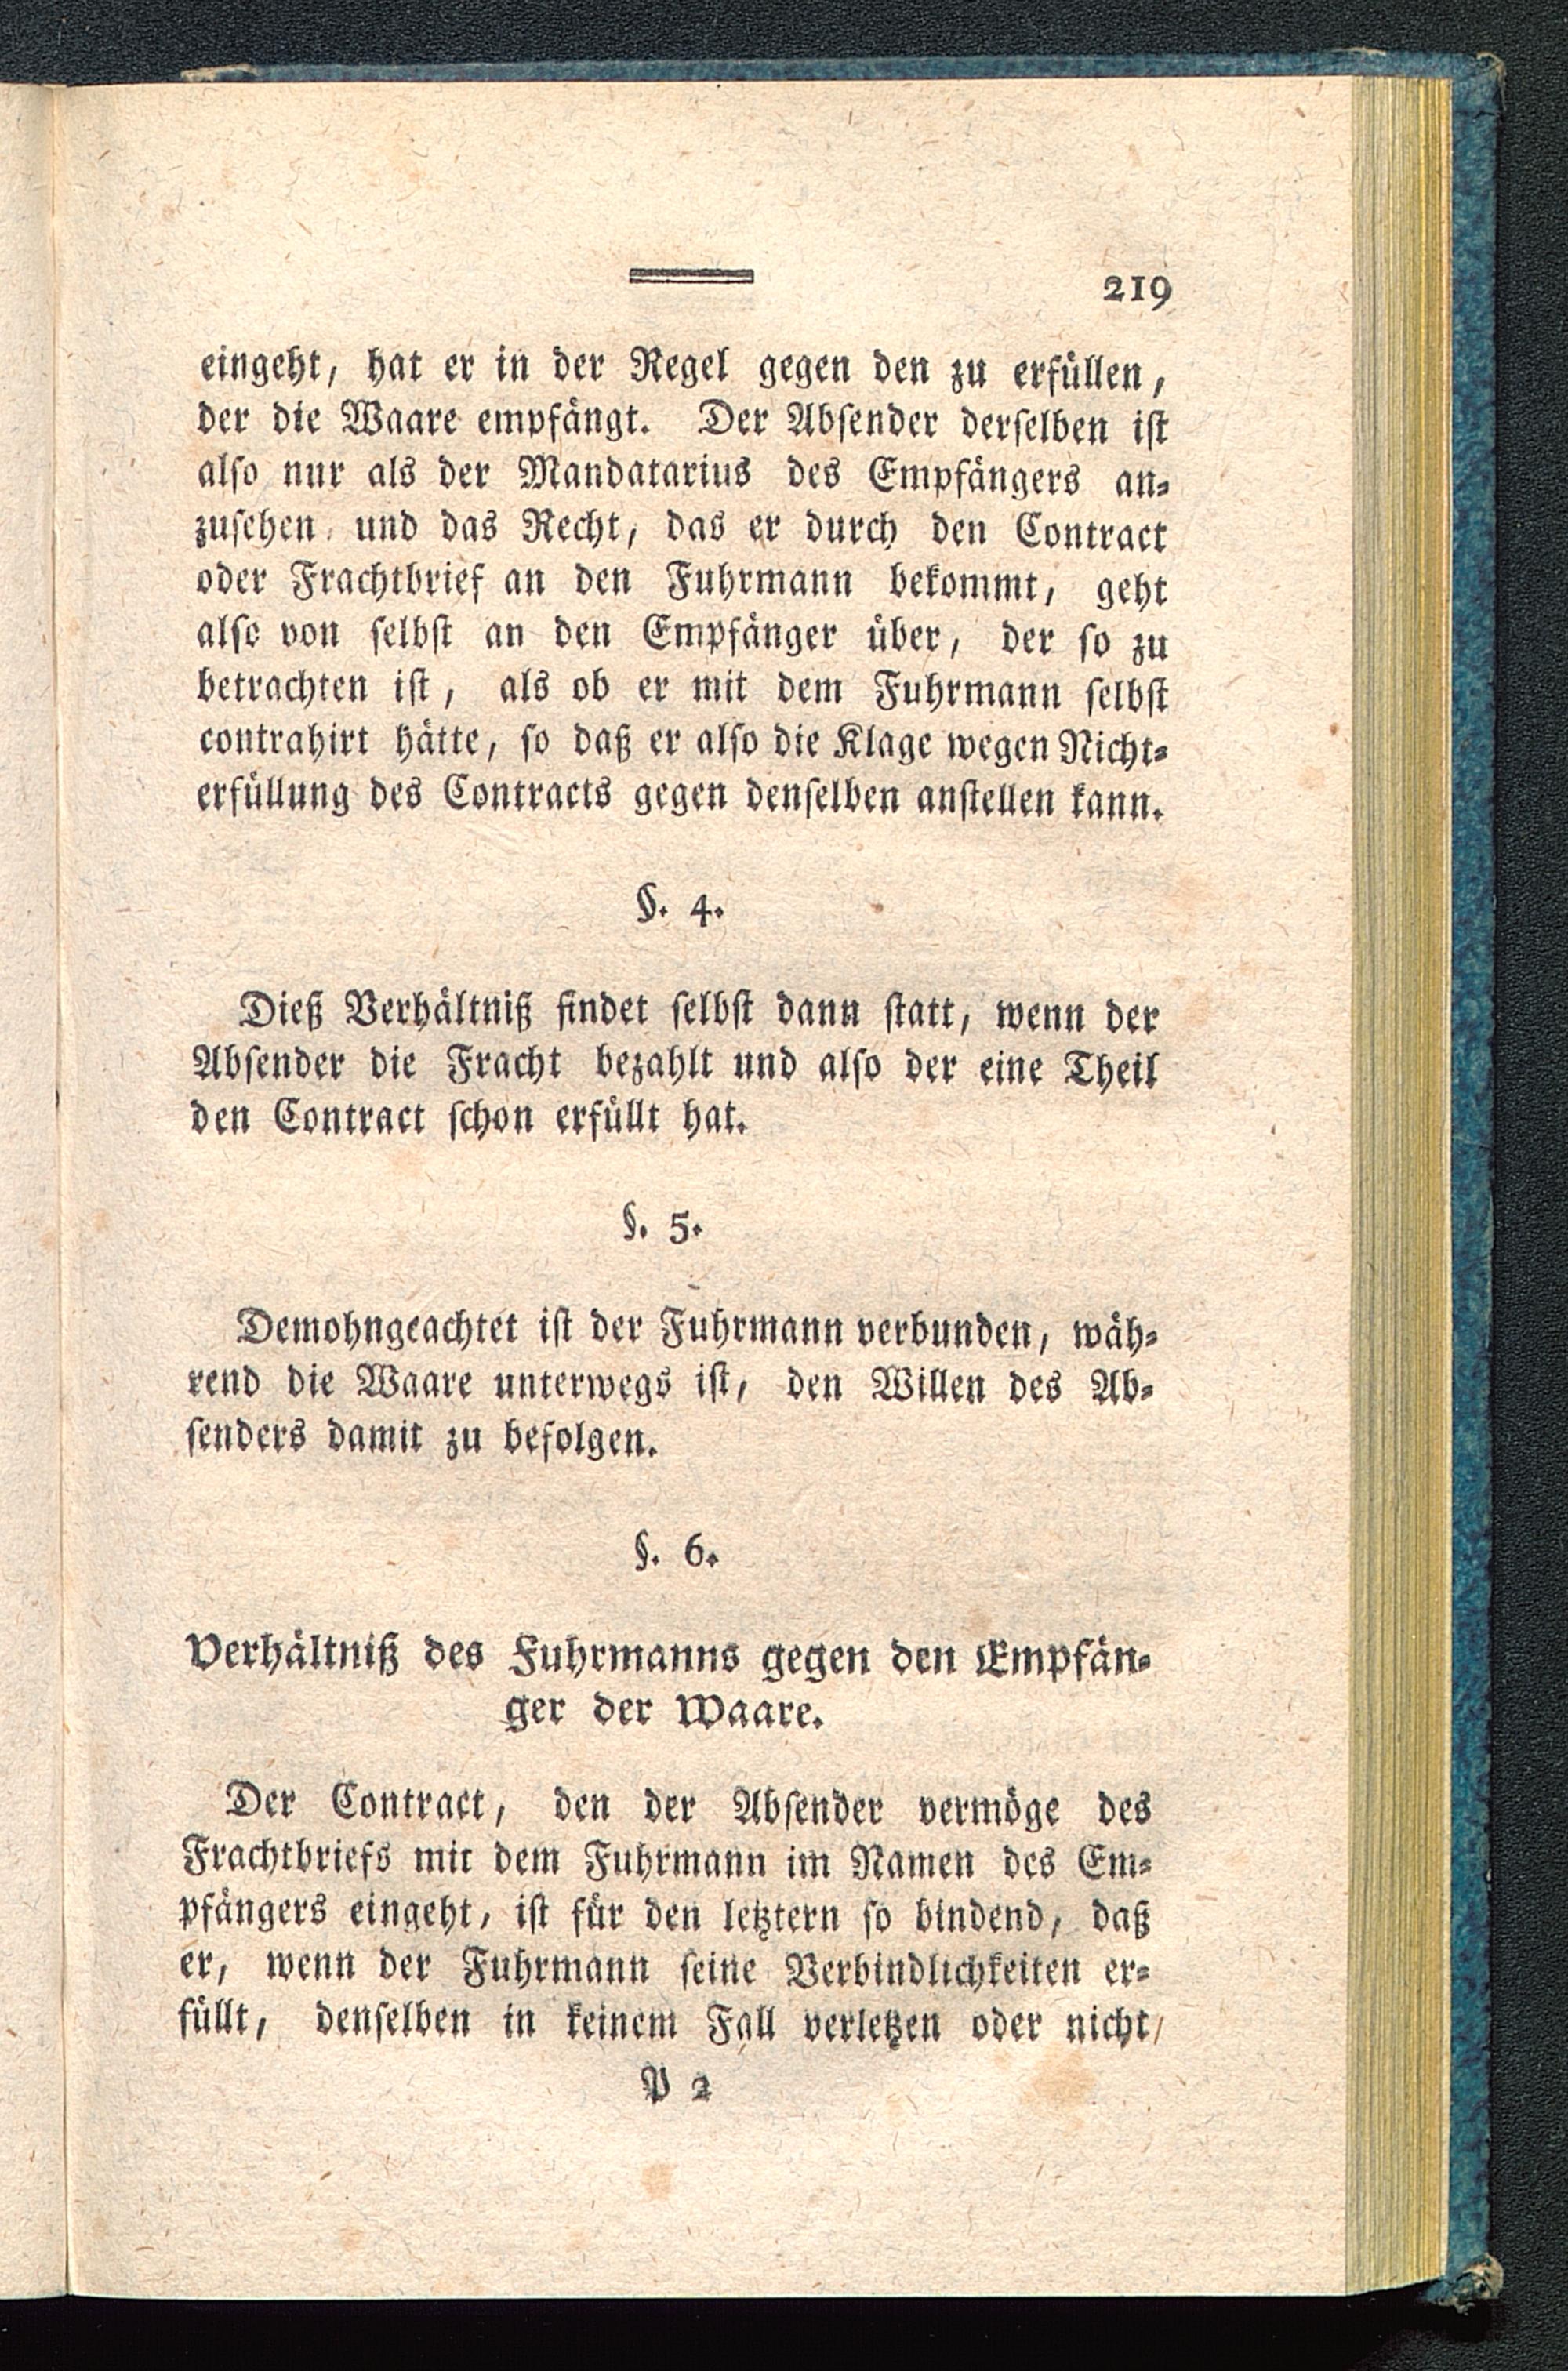 219
eingeht, hat er in der Regel gegen den zu erfüllen,
der die Waare empfängt. Der Absender derselben ist
also nur als der Mandatarius des Empfängers an-
zusehen und das Recht, das er durch den Contract
oder Frachtbrief an den Fuhrmann bekommt, geht
also von selbst an den Empfänger über, der so zu
betrachten ist, als ob er mit dem Fuhrmann selbst
contrahirt hätte, so daß er also die Klage wegen Nicht-
erfüllung des Contracts gegen denselben anstellen kann.
§. 4.
Dieß Verhältniß findet selbst dann statt, wenn der
Absender die Fracht bezahlt und also der eine Theil
den Contract schon erfüllt hat.
§. 5.
Demohngeachtet ist der Fuhrmann verbunden, wäh-
rend die Waare unterwegs ist, den Willen des Ab-
senders damit zu befolgen.
§. 6.
Verhältniß des Fuhrmanns gegen den Empfän-
ger der Waare.
Der Contract, den der Absender vermöge des
Frachtbriefs mit dem Fuhrmann im Namen des Em-
pfängers eingeht, ist für den letztern so bindend, daß
er, wenn der Fuhrmann seine Verbindlichkeiten er-
füllt, denselben in keinem Fall verletzen oder nicht,
P 2